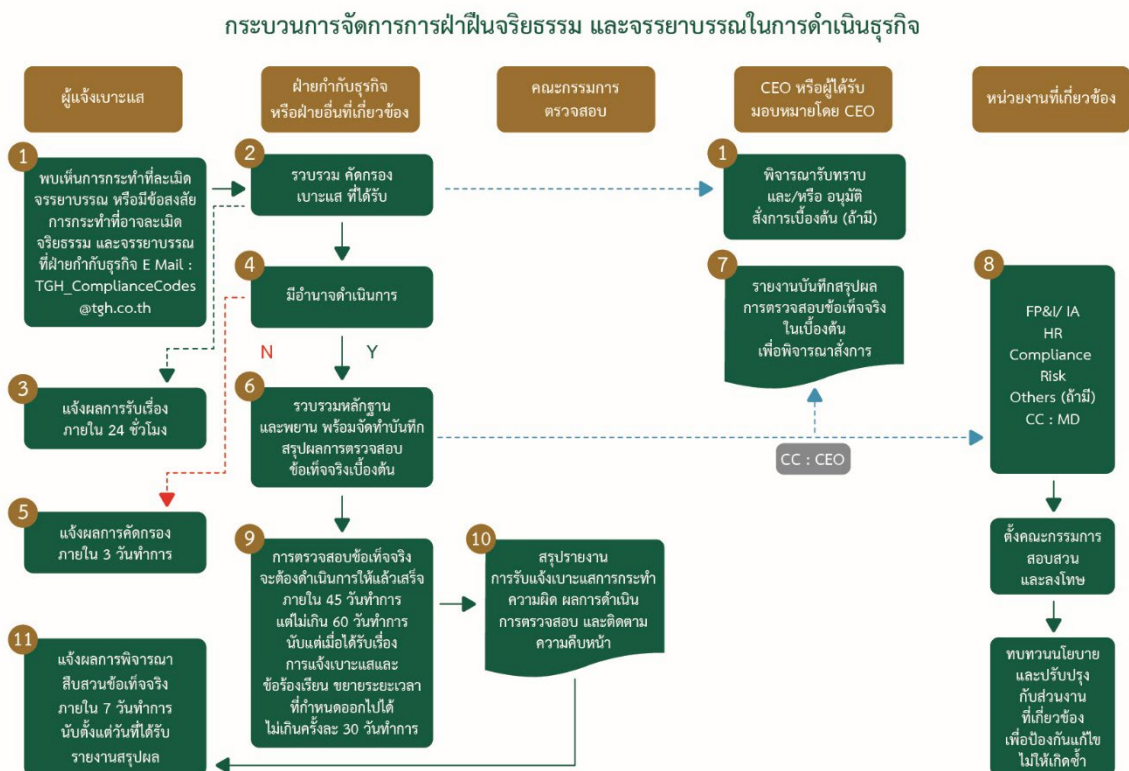 กระบวนการจัดการการฝ่าฝืนจริยธรรม และจรรยาบรรณในการดำเนินธุรกิจ
ผู้แจ้งเบาะแส
ฝ่ายกำกับธุรกิจ
หรือฝ่ายอื่นที่เกี่ยวข้อง
คณะกรรมการ
ตรวจสอบ
CEO หรือผู้ได้รับ
มอบหมายโดย CEO
หน่วยงานที่เกี่ยวข้อง
1
พบเห็นการกระทำที่ละเมิด
จรรยาบรรณ หรือมีข้อสงสัย
การกระทำที่อาจละเมิด
จริยธรรม และจรรยาบรรณ
ที่ฝ่ายกำกับธุรกิจ E Mail :
TGH_ComplianceCodes
@tgh.co.th
2
รวบรวม คัดกรอง
เบาะแส ที่ได้รับ
1
พิจารณารับทราบ
และ/หรือ อนุมัติ
สั่งการเบื้องต้น (ถ้ามี)
4
มีอำนาจดำเนินการ
N
Y
7
รายงานบันทึกสรุปผล
การตรวจสอบข้อเท็จจริง
ในเบื้องต้น
เพื่อพิจารณาสั่งการ
8
FP&I/ IA
HR
Compliance
Risk
Others (ถ้ามี)
CC : MD
3
แจ้งผลการรับเรื่อง
ภายใน 24 ชั่วโมง
6
รวบรวมหลักฐาน
และพยาน พร้อมจัดทำบันทึก
สรุปผลการตรวจสอบ
ข้อเท็จจริงเบื้องต้น
CC : CEO
5
แจ้งผลการคัดกรอง
ภายใน 3 วันทำการ
9
การตรวจสอบข้อเท็จจริง
จะต้องดำเนินการให้แล้วเสร็จ
ภายใน 45 วันทำการ
แต่ไม่เกิน 60 วันทำการ
นับแต่เมื่อได้รับเรื่อง
การแจ้งเบาะแสและ
ข้อร้องเรียน ขยายระยะเวลา
ที่กำหนดออกไปได้
ไม่เกินครั้งละ 30 วันทำการ
10
สรุปรายงาน
การรับแจ้งเบาะแสการกระทำ
ความผิด ผลการดำเนิน
การตรวจสอบ และติดตาม
ความคืบหน้า
ตั้งคณะกรรมการ
สอบสวน
และลงโทษ
11
แจ้งผลการพิจารณา
สืบสวนข้อเท็จจริง
ภายใน 7 วันทำการ
นับตั้งแต่วันที่ได้รับ
รายงานสรุปผล
ทบทวนนโยบาย
และปรับปรุง
กับส่วนงาน
ที่เกี่ยวข้อง
เพื่อป้องกันแก้ไข
ไม่ให้เกิดซ้ำ